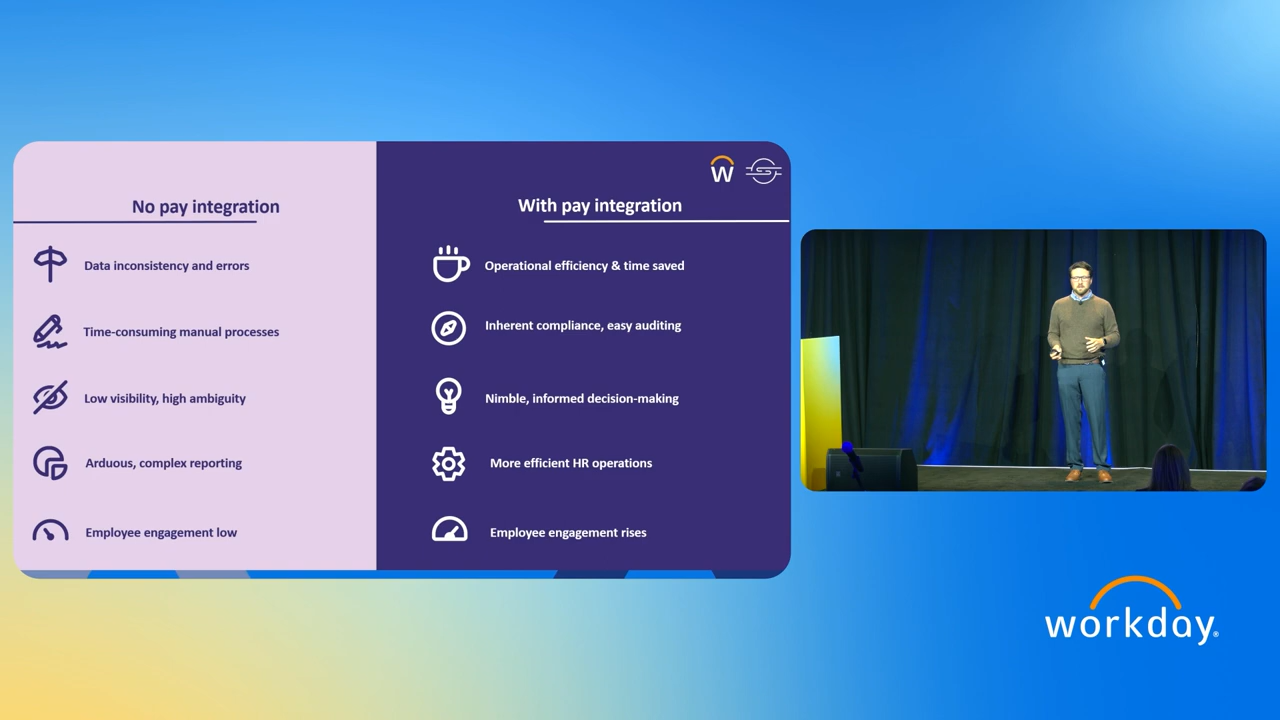 No pay integration
Data inconsistency and errors
Time-consuming manual processes
Low visibility, high ambiguity
Arduous, complex reporting
Employee engagement low
W
With pay integration
Operational efficiency & time saved
Inherent compliance, easy auditing
Nimble, informed decision-making
More efficient HR operations
Employee engagement rises
workday®